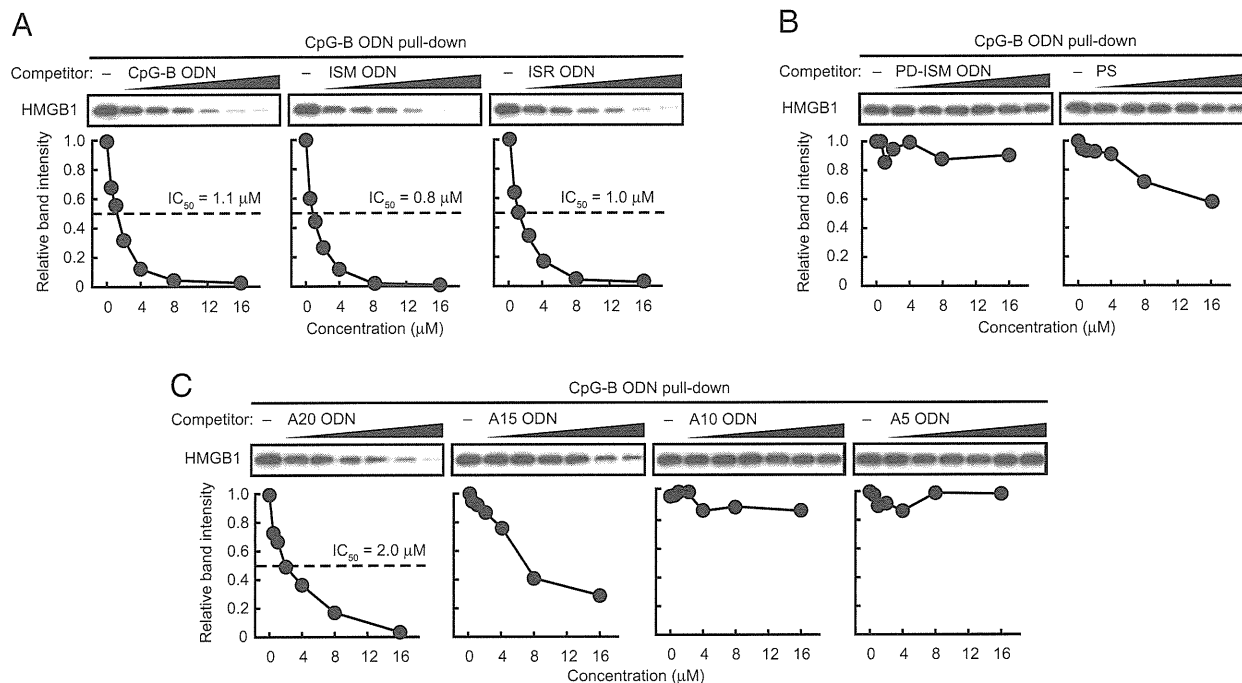 A
CpG-B ODN pull-down
Competitor: – CpG-B ODN – ISM ODN – ISR ODN
HMGB1
Relative band intensity
1.0
0.8
0.6
0.4
0.2
0
IC50 = 1.1 μM
IC50 = 0.8 μM
IC50 = 1.0 μM
0 4 8 12 16 0 4 8 12 16 0 4 8 12 16
Concentration (μM)
B
CpG-B ODN pull-down
Competitor: – PD-ISM ODN – PS
HMGB1
Relative band intensity
1.0
0.8
0.6
0.4
0.2
0
0 4 8 12 16 0 4 8 12 16
Concentration (μM)
C
CpG-B ODN pull-down
Competitor: – A20 ODN – A15 ODN – A10 ODN – A5 ODN
HMGB1
Relative band intensity
1.0
0.8
0.6
0.4
0.2
0
IC50 = 2.0 μM
0 4 8 12 16 0 4 8 12 16 0 4 8 12 16 0 4 8 12 16
Concentration (μM)